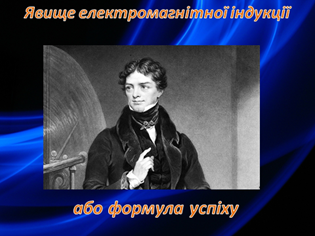 Явище електромагнітної індукції
або формула успіху